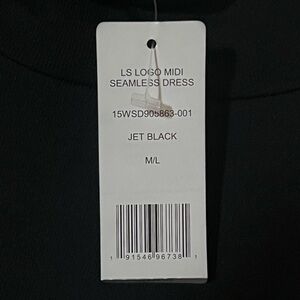 LS LOGO MIDI
SEAMLESS DRESS
15WSD905863-001
JET BLACK
M/L
1 91546 96738 1